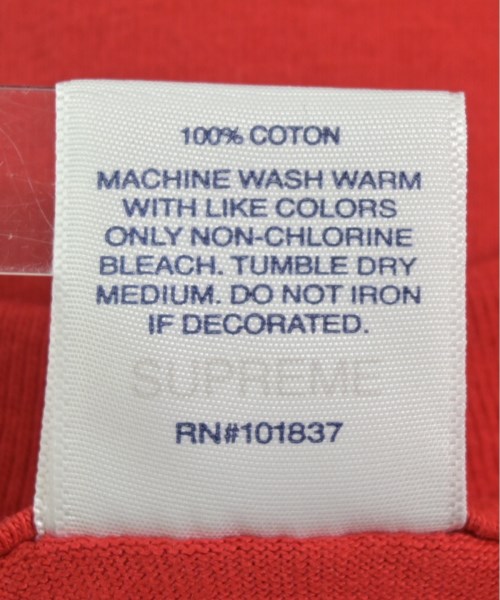 100% COTON
MACHINE WASH WARM
WITH LIKE COLORS
ONLY NON-CHLORINE
BLEACH. TUMBLE DRY
MEDIUM. DO NOT IRON
IF DECORATED.
SUPREME
RN#101837